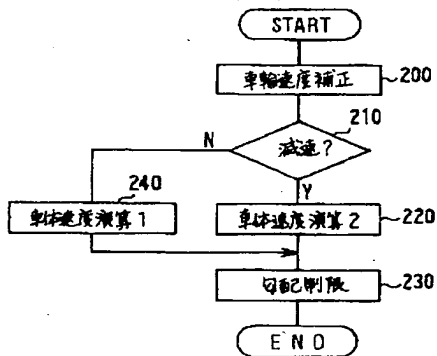 START
車輪速度補正
200
210
減速?
N
Y
240
車体速度演算1
車体速度演算2
220
勾配制限
230
END